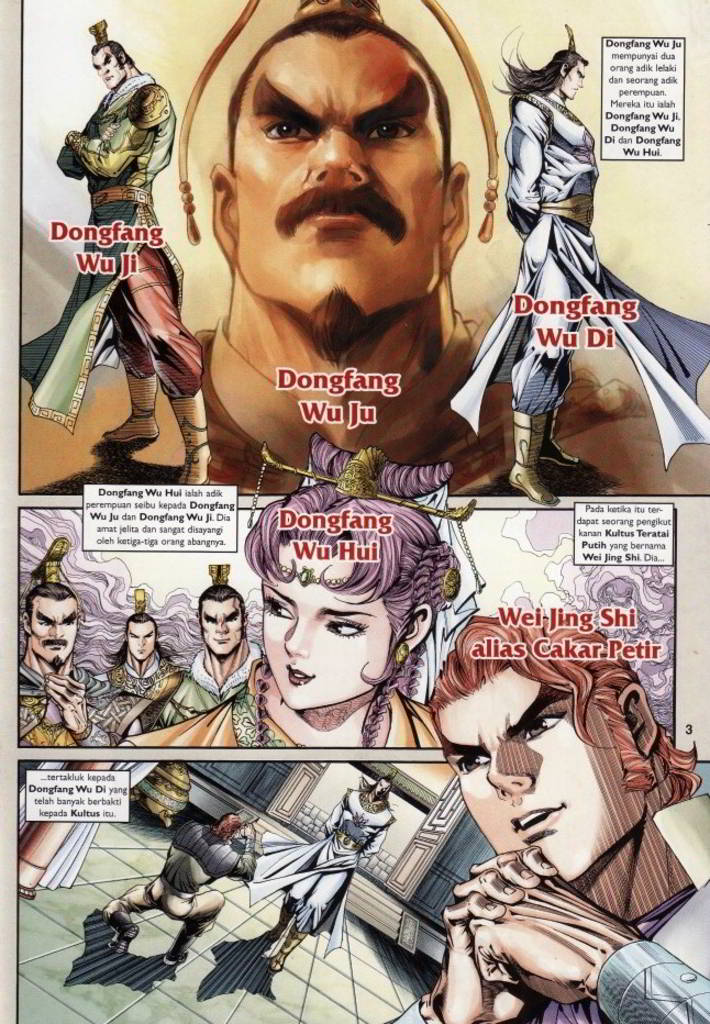 Dongfang Wu Ju
mempunyai dua
orang adik lelaki
dan seorang adik
perempuan.
Mereka itu ialah
Dongfang Wu Ji,
Dongfang Wu
Di dan Dongfang
Wu Hui.
Dongfang
Wu Ji
Dongfang
Wu Di
Dongfang
Wu Ju
Dongfang Wu Hui ialah adik
perempuan seibu kepada Dongfang
Wu Ju dan Dongfang Wu Ji. Dia
amat jelita dan sangat disayangi
oleh ketiga-tiga orang abangnya.
Dongfang
Wu Hui
Pada ketika itu ter-
dapat seorang pengikut
kanan Kultus Teratai
Putih yang bernama
Wei Jing Shi. Dia...
Wei Jing Shi
alias Cakar Petir
3
...tertakluk kepada
Dongfang Wu Di yang
telah banyak berbakti
kepada Kultus itu.